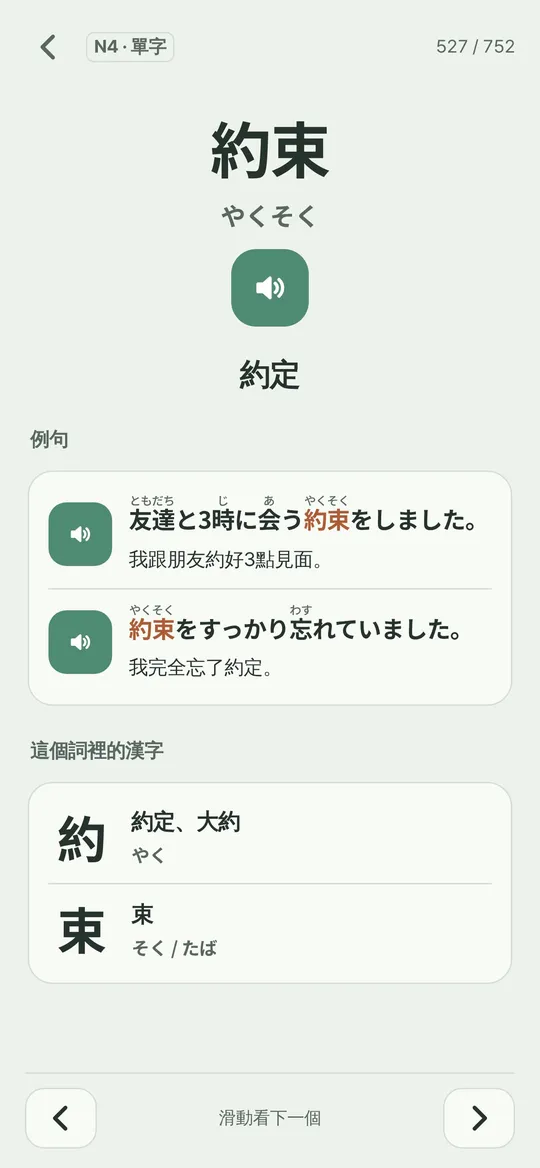 N4 · 單字
527 / 752
約束
やくそく
約定
例句
ともだち じ あ やくそく
友達と3時に会う約束をしました。
我跟朋友約好3點見面。
やくそく わす
約束をすっかり忘れていました。
我完全忘了約定。
這個詞裡的漢字
約
約定、大約
やく
束
束
そく / たば
滑動看下一個